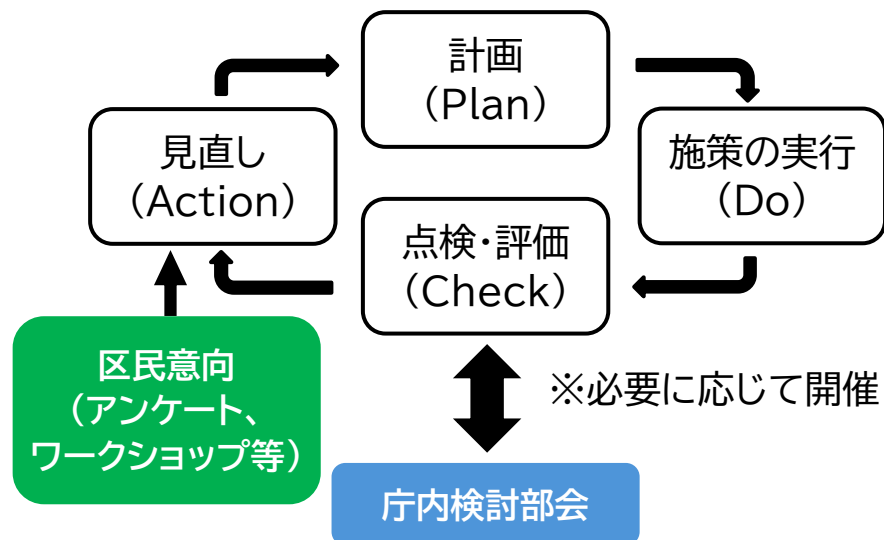 計画
(Plan)
見直し
(Action)
施策の実行
(Do)
点検・評価
(Check)
区民意向
(アンケート、
ワークショップ等)
※必要に応じて開催
庁内検討部会